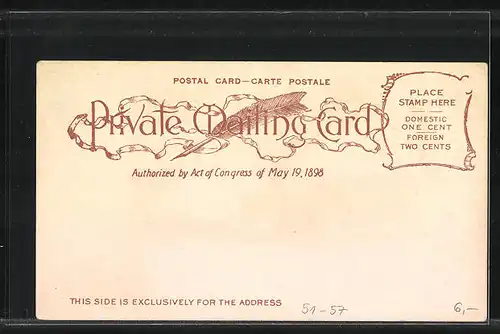 POSTAL CARD—CARTE POSTALE
Private Mailing Card
Authorized by Act of Congress of May 19, 1898
PLACE
STAMP HERE
DOMESTIC
ONE CENT
FOREIGN
TWO CENTS
THIS SIDE IS EXCLUSIVELY FOR THE ADDRESS
51-57
6,-